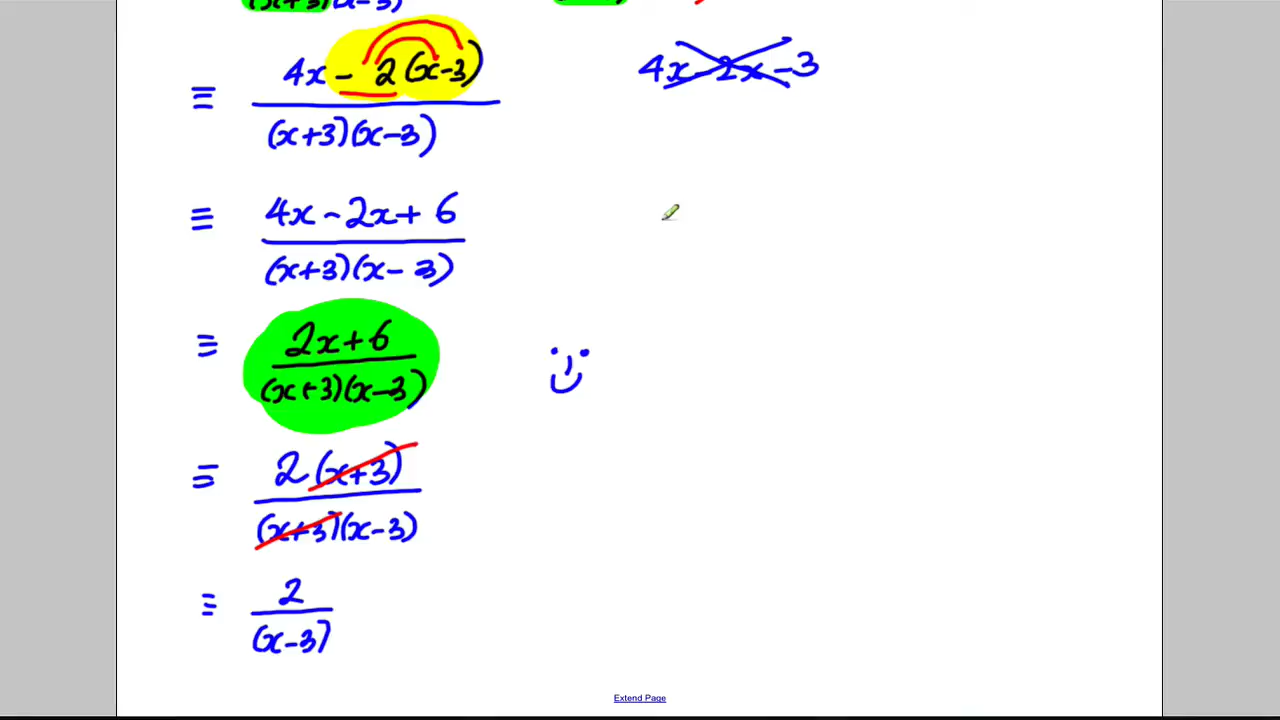 4x - 2(x-3)
4x - 2x - 3
≡
(x+3)(x-3)
≡ 4x - 2x + 6
(x+3)(x-3)
≡ 2x+6
(x+3)(x-3)
≡ 2(x+3)
(x+3)(x-3)
≡ 2
(x-3)
Extend Page